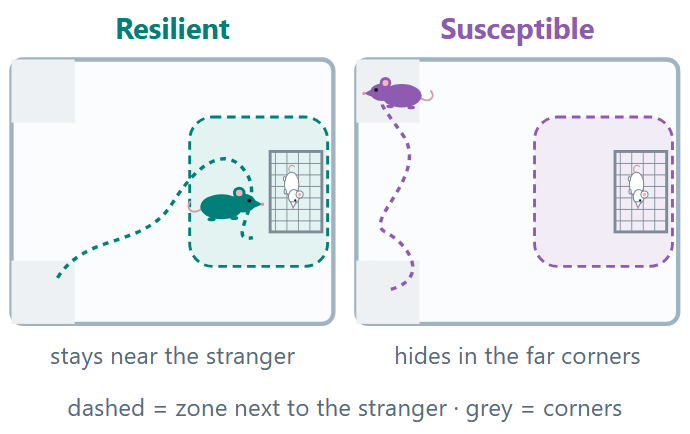 Resilient
Susceptible
stays near the stranger
hides in the far corners
dashed = zone next to the stranger · grey = corners